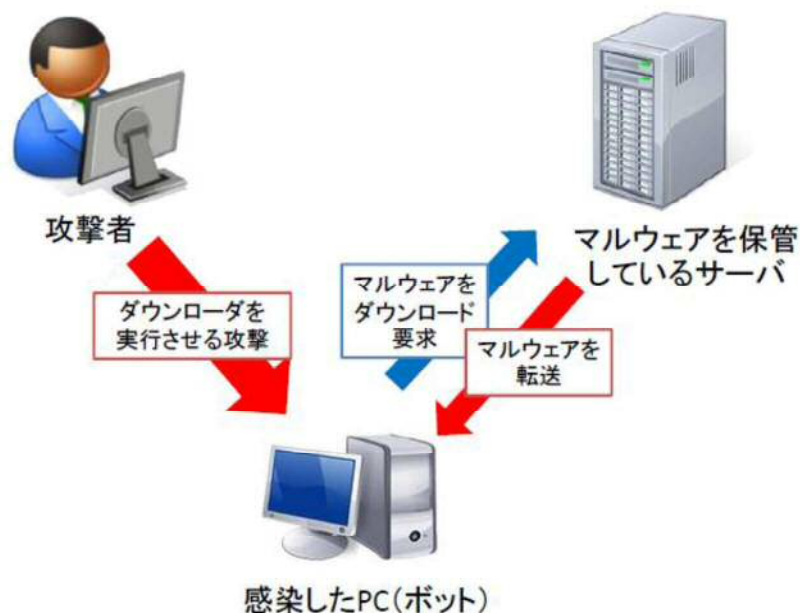 攻撃者
マルウェアを保管
しているサーバ
ダウンローダを
実行させる攻撃
マルウェアを
ダウンロード
要求
マルウェアを
転送
感染したPC(ボット)